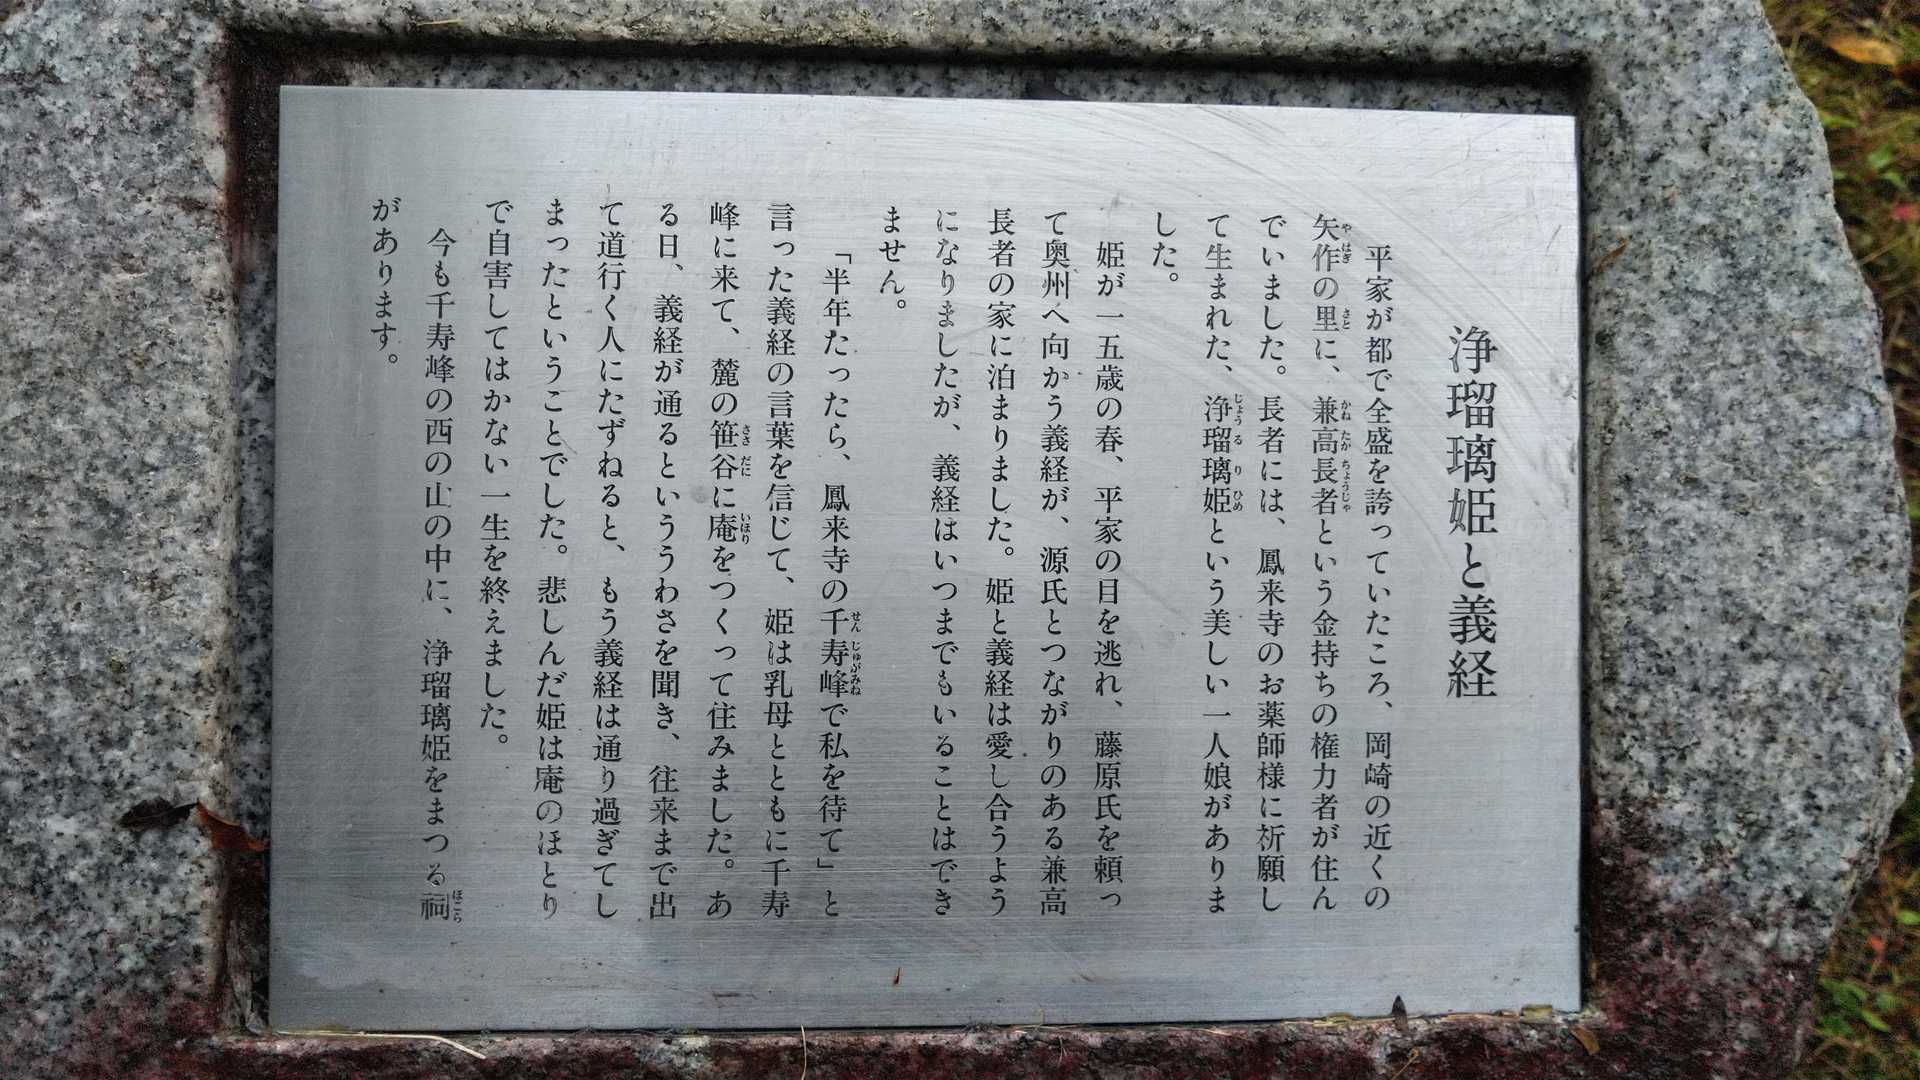 浄瑠璃姫と義経
平家が都で全盛を誇っていたころ、岡崎の近くの
矢作の里に、兼高長者という金持ちの権力者が住ん
でいました。長者には、鳳来寺のお薬師様に祈願し
て生まれた、浄瑠璃姫という美しい一人娘がありま
した。
姫が一五歳の春、平家の目を逃れ、藤原氏を頼っ
て奥州へ向かう義経が、源氏とつながりのある兼高
長者の家に泊まりました。姫と義経は愛し合うよう
になりましたが、義経はいつまでもいることはでき
ません。
「半年たったら、鳳来寺の千寿峰で私を待て」と
言った義経の言葉を信じて、姫は乳母とともに千寿
峰に来て、麓の笹谷に庵をつくって住みました。あ
る日、義経が通るといううわさを聞き、往来まで出
て道行く人にたずねると、もう義経は通り過ぎてし
まったということでした。悲しんだ姫は庵のほとり
で自害してはかない一生を終えました。
今も千寿峰の西の山の中に、浄瑠璃姫をまつる祠
があります。